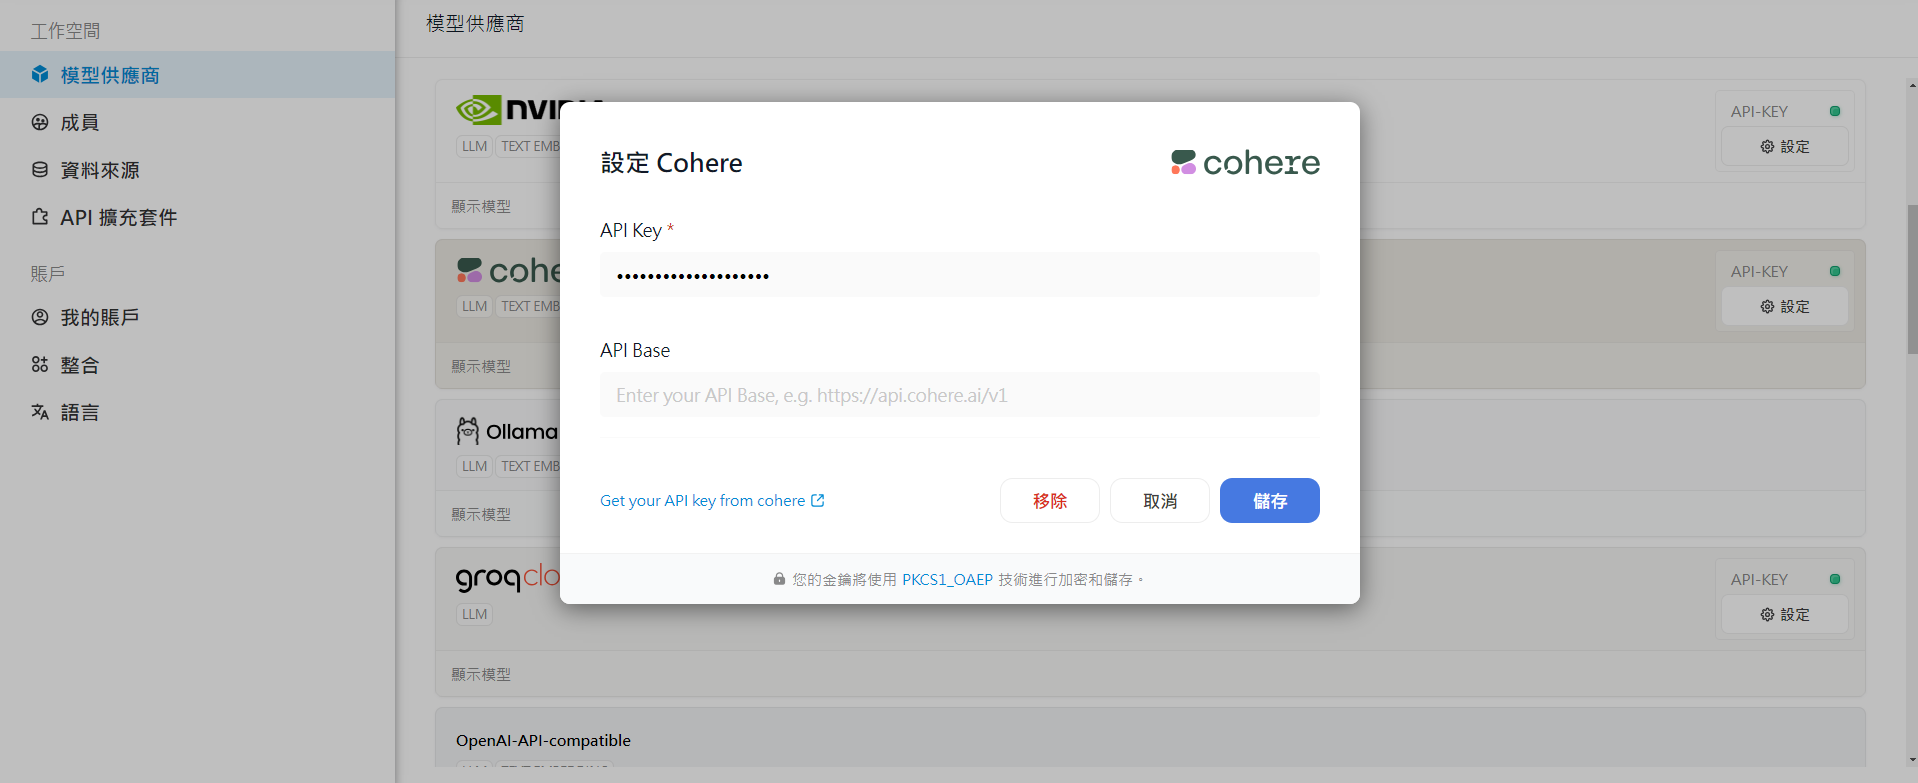 工作空間
模型供應商
成員
資料來源
API 擴充套件
賬戶
我的賬戶
整合
語言
模型供應商
LLM TEXT EMB
API-KEY
設定
顯示模型
cohe
LLM TEXT EMB
API-KEY
設定
顯示模型
Ollama
LLM TEXT EMB
顯示模型
groqclo
LLM
API-KEY
設定
顯示模型
OpenAI-API-compatible
設定 Cohere
cohere
API Key *
••••••••••••••••••••
API Base
Enter your API Base, e.g. https://api.cohere.ai/v1
Get your API key from cohere
移除
取消
儲存
您的金鑰將使用 PKCS1_OAEP 技術進行加密和儲存。